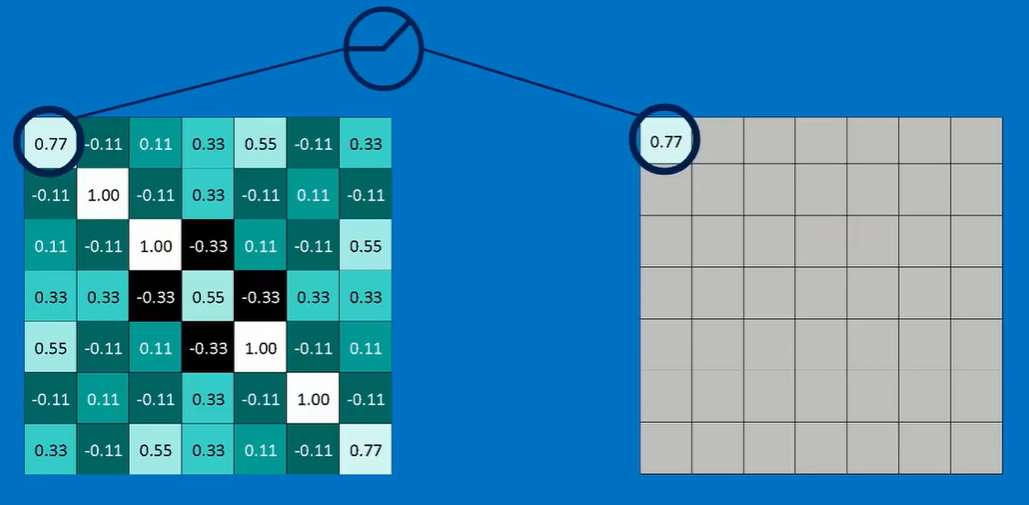 0.77 -0.11 0.11 0.33 0.55 -0.11 0.33
-0.11 1.00 -0.11 0.33 -0.11 0.11 -0.11
0.11 -0.11 1.00 -0.33 0.11 -0.11 0.55
0.33 0.33 -0.33 0.55 -0.33 0.33 0.33
0.55 -0.11 0.11 -0.33 1.00 -0.11 0.11
-0.11 0.11 -0.11 0.33 -0.11 1.00 -0.11
0.33 -0.11 0.55 0.33 0.11 -0.11 0.77
0.77